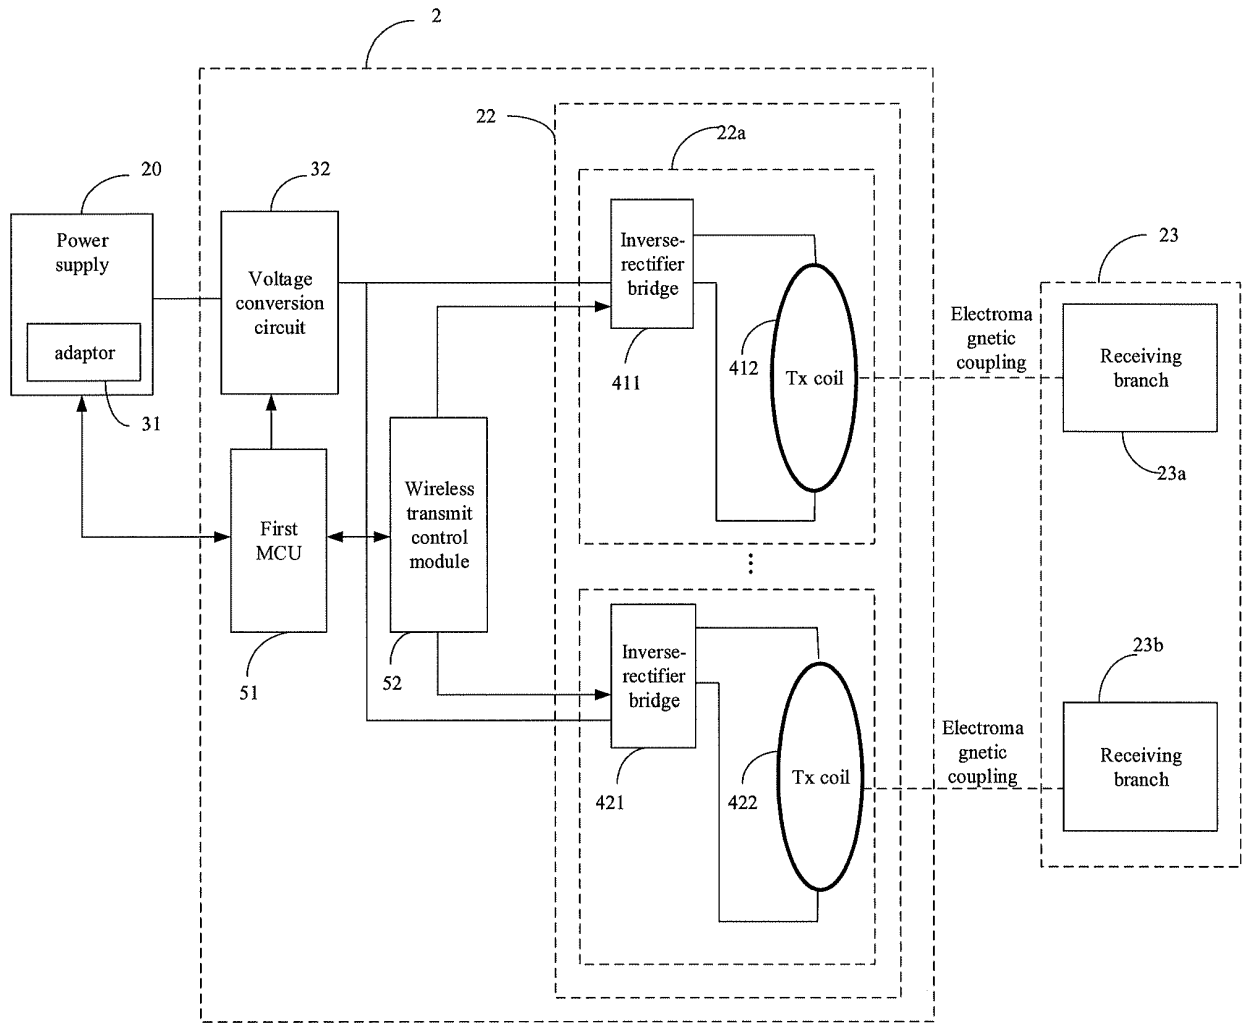 2
22
22a
20
32
23
Power
supply
adaptor
31
Voltage
conversion
circuit
Inverse-
rectifier
bridge
411
412
Tx coil
Electroma
gnetic
coupling
Receiving
branch
23a
First
MCU
51
Wireless
transmit
control
module
52
Inverse-
rectifier
bridge
421
422
Tx coil
Electroma
gnetic
coupling
23b
Receiving
branch